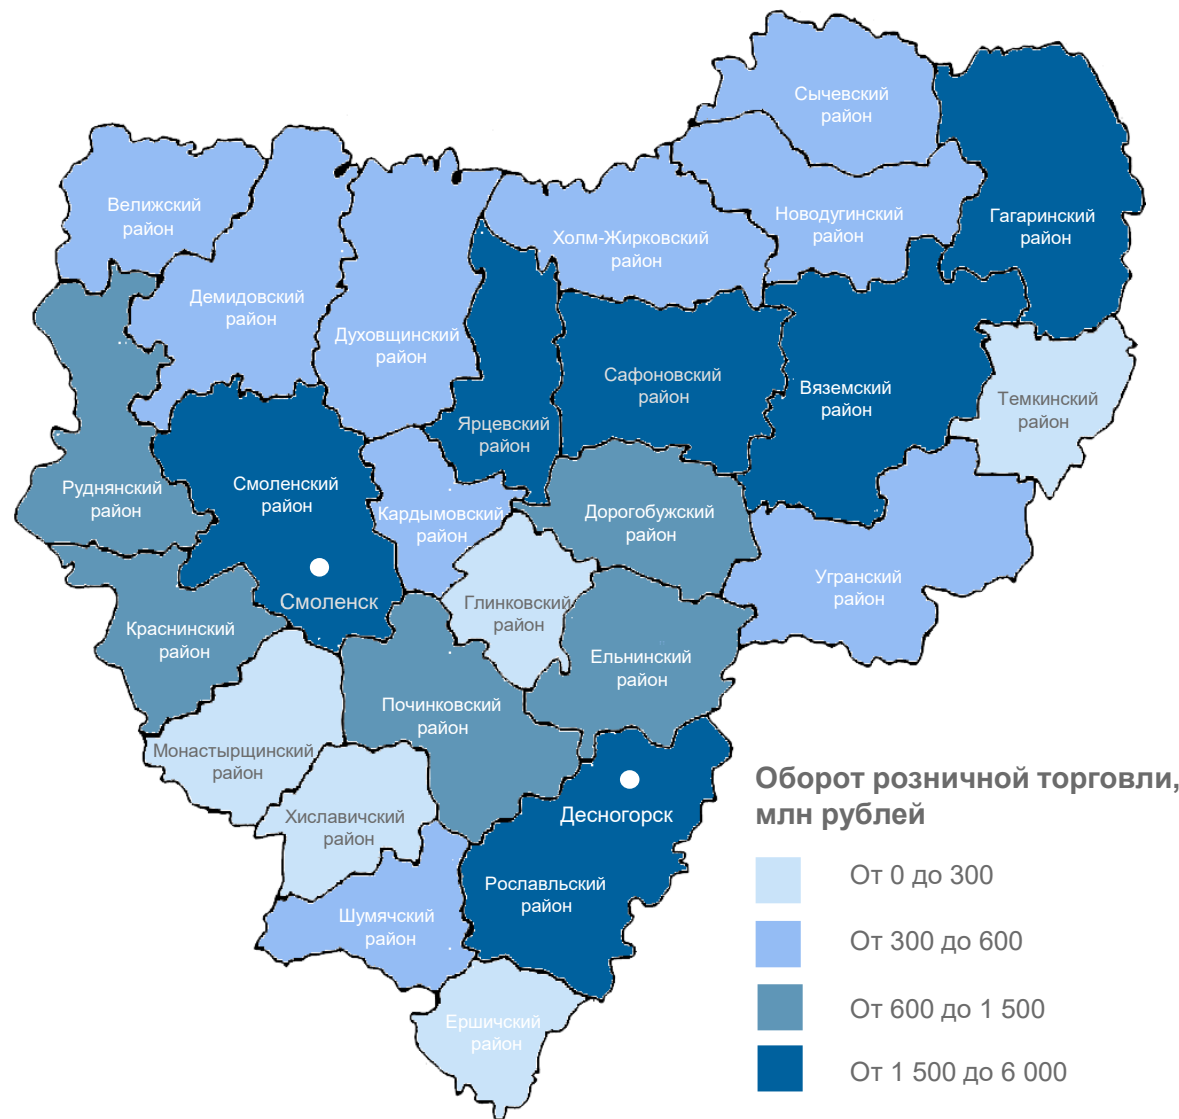 Сычевский
район
Велижский
район
Новодугинский
район
Гагаринский
район
Холм-Жирковский
район
Демидовский
район
Духовщинский
район
Сафоновский
район
Вяземский
район
Темкинский
район
Ярцевский
район
Руднянский
район
Смоленский
район
Кардымовский
район
Дорогобужский
район
Угранский
район
Смоленск
Глинковский
район
Краснинский
район
Ельнинский
район
Починковский
район
Монастырщинский
район
Хиславичский
район
Десногорск
Рославльский
район
Шумячский
район
Ершичский
район
Оборот розничной торговли,
млн рублей
От 0 до 300
От 300 до 600
От 600 до 1 500
От 1 500 до 6 000